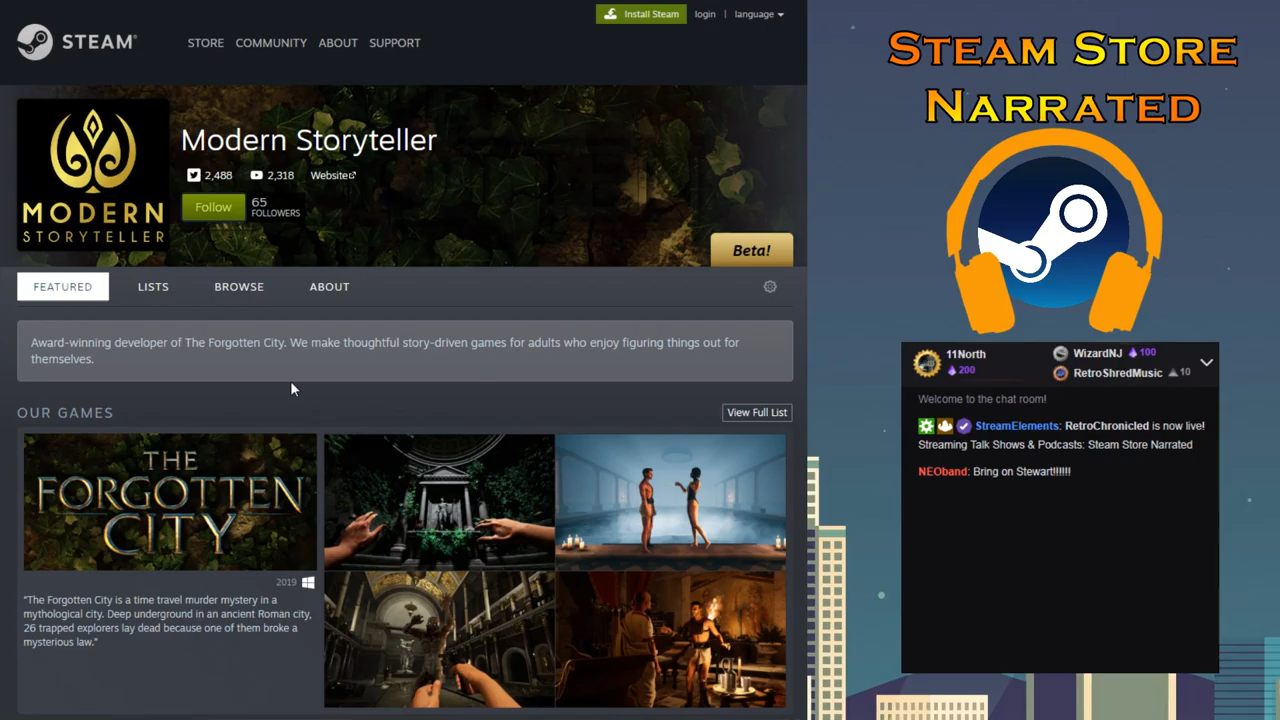 Install Steam login | language
STEAM®
STORE COMMUNITY ABOUT SUPPORT
MODERN
STORYTELLER
Modern Storyteller
2,488 2,318 Website
Follow 65
FOLLOWERS
Beta!
FEATURED LISTS BROWSE ABOUT
Award-winning developer of The Forgotten City. We make thoughtful story-driven games for adults who enjoy figuring things out for
themselves.
OUR GAMES View Full List
THE
FORGOTTEN
CITY
2019
"The Forgotten City is a time travel murder mystery in a
mythological city. Deep underground in an ancient Roman city,
26 trapped explorers lay dead because one of them broke a
mysterious law."
STEAM STORE
NARRATED
11North
200
WizardNJ 100
RetroShredMusic 10
Welcome to the chat room!
StreamElements: RetroChronicled is now live!
Streaming Talk Shows & Podcasts: Steam Store Narrated
NEOband: Bring on Stewart!!!!!!